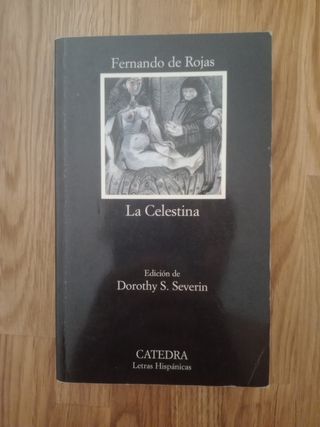 Fernando de Rojas
La Celestina
Edición de
Dorothy S. Severin
CATEDRA
Letras Hispánicas